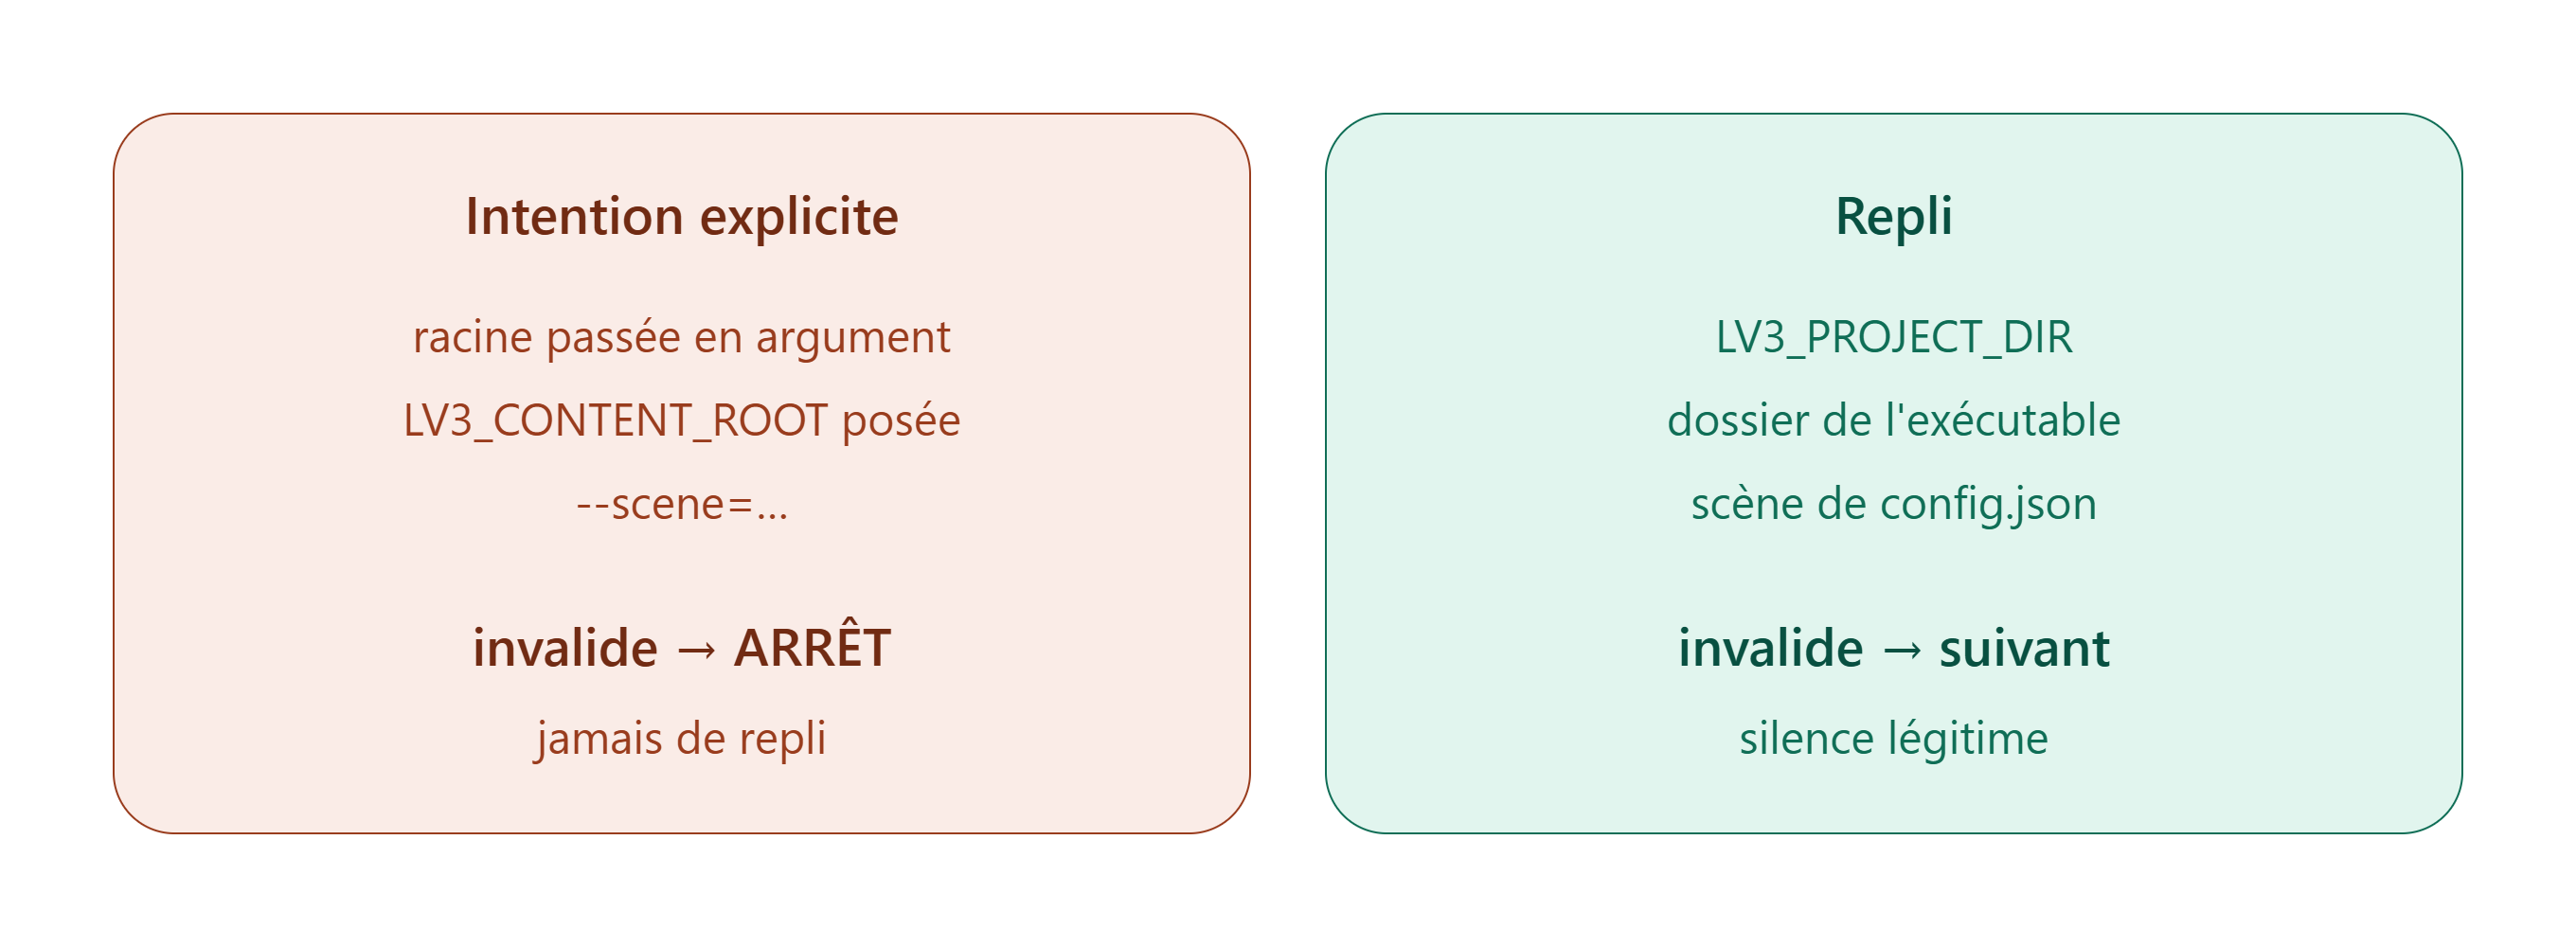 Intention explicite
racine passée en argument
LV3_CONTENT_ROOT posée
--scene=...
invalide → ARRÊT
jamais de repli
Repli
LV3_PROJECT_DIR
dossier de l'exécutable
scène de config.json
invalide → suivant
silence légitime